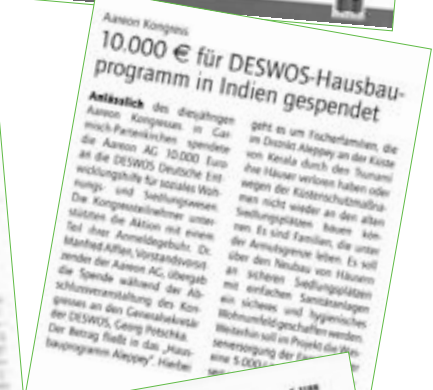 Aareon Kongress
10.000 € für DESWOS-Hausbau-
programm in Indien gespendet
Anlässlich des diesjährigen
Aareon Kongresses in Gar-
misch-Partenkirchen spendete
die Aareon AG 10.000 Euro
an die DESWOS Deutsche Ent-
wicklungshilfe für soziales Woh-
nungs- und Siedlungswesen.
Die Kongressteilnehmer unter-
stützten die Aktion mit einem
Teil ihrer Anmeldegebühr. Dr.
Manfred Alflen, Vorstandsvorsit-
zender der Aareon AG, übergab
die Spende während der Ab-
schlussveranstaltung des Kon-
gresses an den Generalsekretär
der DESWOS, Georg Potschka.
Der Betrag fließt in das „Haus-
bauprogramm Aleppey“. Hierbei
geht es um Fischerfamilien, die
im Distrikt Aleppey an der Küste
von Kerala durch den Tsunami
ihre Häuser verloren haben oder
wegen der Küstenschutzmaßna-
men nicht wieder an den alten
Siedlungsplätzen bauen kön-
nen. Es sind Familien, die unter
der Armutsgrenze leben. Es soll
über den Neubau von Häusern
an sicheren Siedlungsplätzen
mit einfachen Sanitäranlagen
ein sicheres und hygienisches
Wohnumfeld geschaffen werden.
Weiterhin soll im Projekt die
serversorgung der
eine 5.000